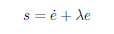 s = ė + λe